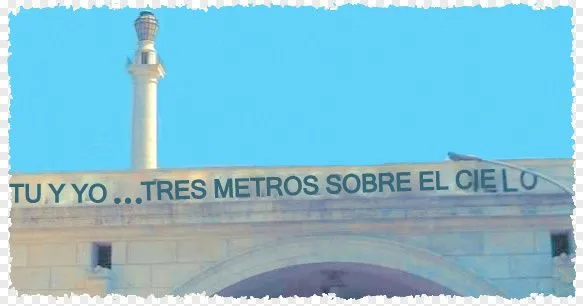 TU Y YO ...TRES METROS SOBRE EL CIELO